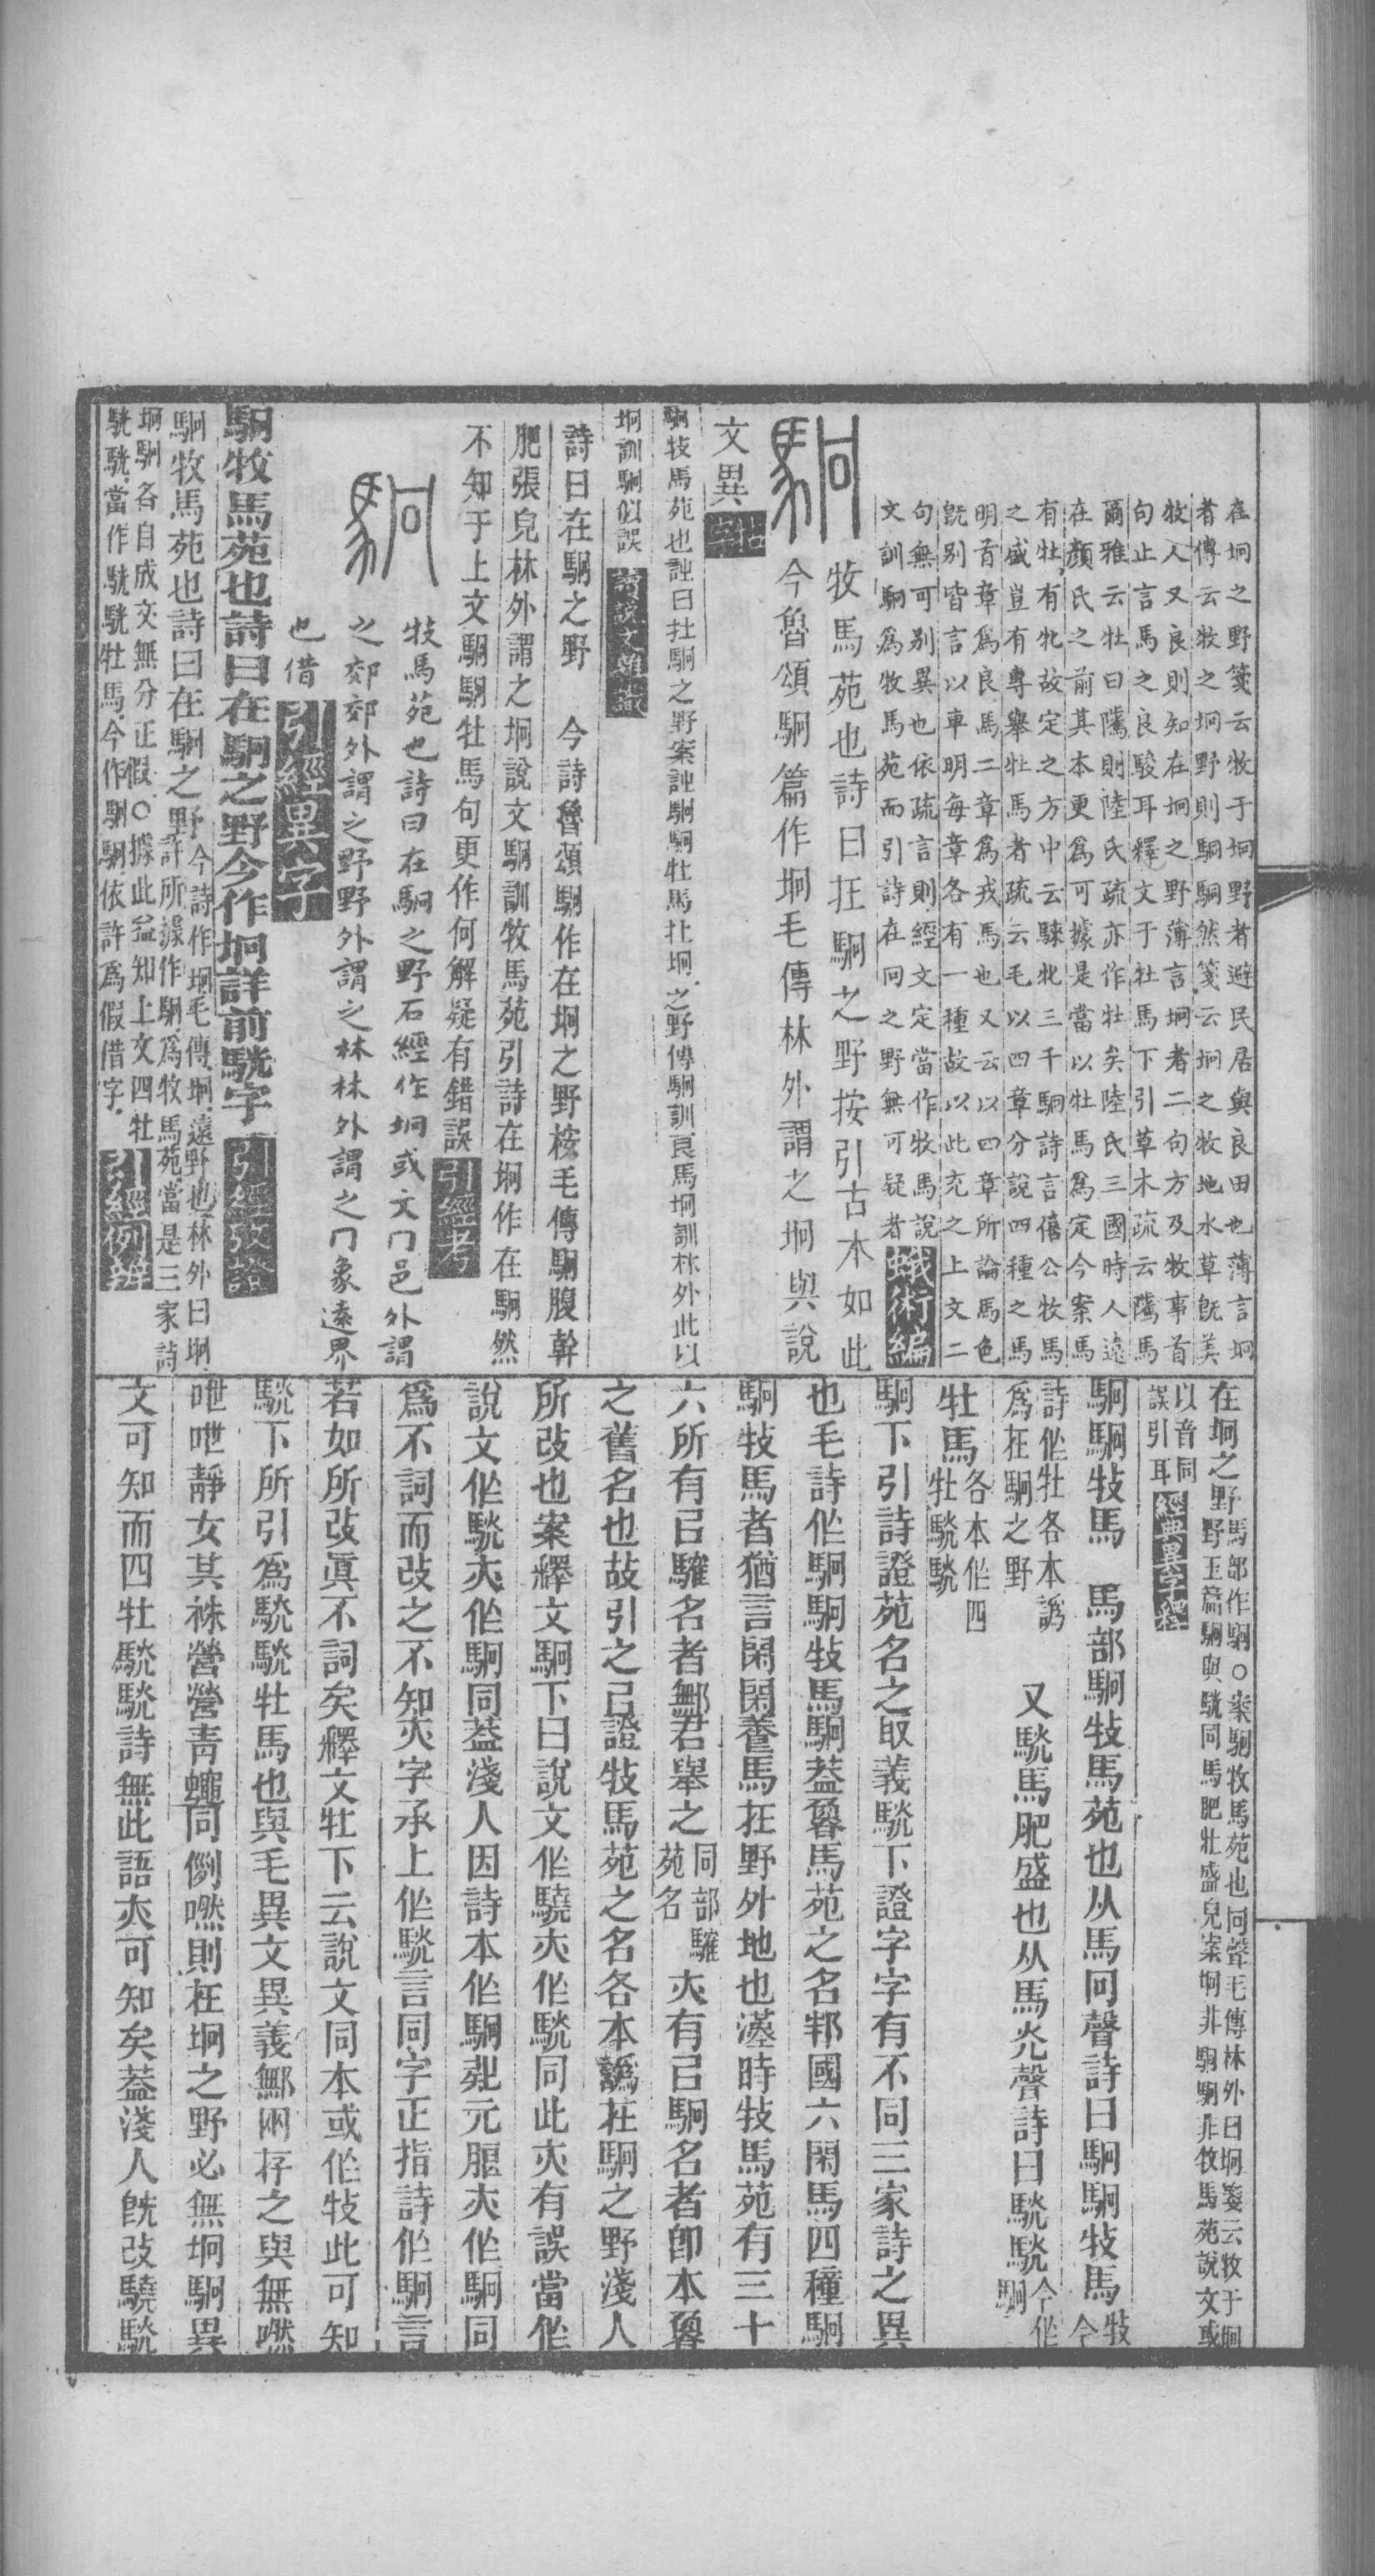 在坰之野箋云牧于坰野者避民居與良田也薄言坰
者傳云牧之坰野則駉駉然箋云坰之牧地水草既美
牧人又良則知在坰之野薄言坰者二句方及牧事首
句止言馬之良駿耳釋文于牡馬下引草木疏云騭馬
爾雅云牡曰騭則陸氏疏亦作牡矣陸氏三國時人遠
在顏氏之前其本更爲可據是當以牡馬爲定今案馬
有牡有牝故定之方中云騋牝三千駉詩言僖公牧馬
之盛豈有專舉牡馬者疏云毛以四章分說四種之馬
明首章爲良馬二章爲戎馬也又云以四章所論馬色
既别皆言以車明每章各有一種故以此充之上文二
句無可别異也依疏言則經文定當作牧馬說
文訓駉爲牧馬苑而引詩在冋之野無可疑者蛾術編
駉牧馬苑也詩曰在駉之野按引古本如此
今魯頌駉篇作坰毛傳林外謂之坰與說
文異
駉牧馬苑也詩曰在駉之野案詩駉駉牡馬在坰之野傳駉訓良馬坰訓林外此以
坰訓駉似誤讀說文雜識
詩曰在駉之野 今詩魯頌駉作在坰之野桉毛傳駉腹幹
肥張皃林外謂之坰說文駉訓牧馬苑引詩在坰作在駉然
不知于上文駉駉牡馬句更作何解疑有錯誤引經考
駉牧馬苑也詩曰在駉之野石經作坰或文冂邑外謂
之郊郊外謂之野野外謂之林林外謂之冂象遠界
也借引經異字
駉牧馬苑也詩曰在駉之野今作坰詳前駫字引經攷證
駉牧馬苑也詩曰在駉之野今詩作坰毛傳坰遠野也林外曰坰
許所據作駉爲牧馬苑當是三家詩
坰駉各自成文無分正假○據此益知上文四牡
駫駫當作駫駫牡馬今作駉駉依許爲假借字引經例辨
在坰之野馬部作駉○案駉牧馬苑也冋聲毛傳林外曰坰箋云牧于坰
野玉篇駉與駫同馬肥壯盛皃案坰非駉駉非牧馬苑說文或
以音同
誤引耳經典異字釋
駉駉牧馬 馬部駉牧馬苑也从馬冋聲詩曰駉駉牧馬牧今
詩作牡各本譌
爲在駉之野 又駫馬肥盛也从馬光聲詩曰駫駫今作駉
牡馬各本作四
牡駫駫
駉下引詩證苑名之取義駫下證字字有不同三家詩之異
也毛詩作駉駉牧馬駉蓋魯馬苑之名邦國六閑馬四種駉
駉牧馬者猶言閑閑養馬在野外地也漢時牧馬苑有三十
六所有㠯騅名者鄭君舉之同部騅
苑名 亦有㠯駉名者卽本魯
之舊名也故引之㠯證牧馬苑之名各本譌在駉之野淺人
所改也案釋文駉下曰說文作驍亦作駫同此亦有誤當作
說文作駫亦作駉同蓋淺人因詩本作駉
爲不詞而改之不知亦字承上作駫言同字正指詩作駉言
若如所改眞不詞矣釋文牡下云說文同本或作牧此可知
駫下所引爲駫駫牡馬也與毛異文異義鄭网存之與無嘫
呭呭靜女其袾營營靑蠅同例嘫則在坰之野必無坰駉異
文可知而四牡駫駫詩無此語亦可知矣蓋淺人旣改驍駫